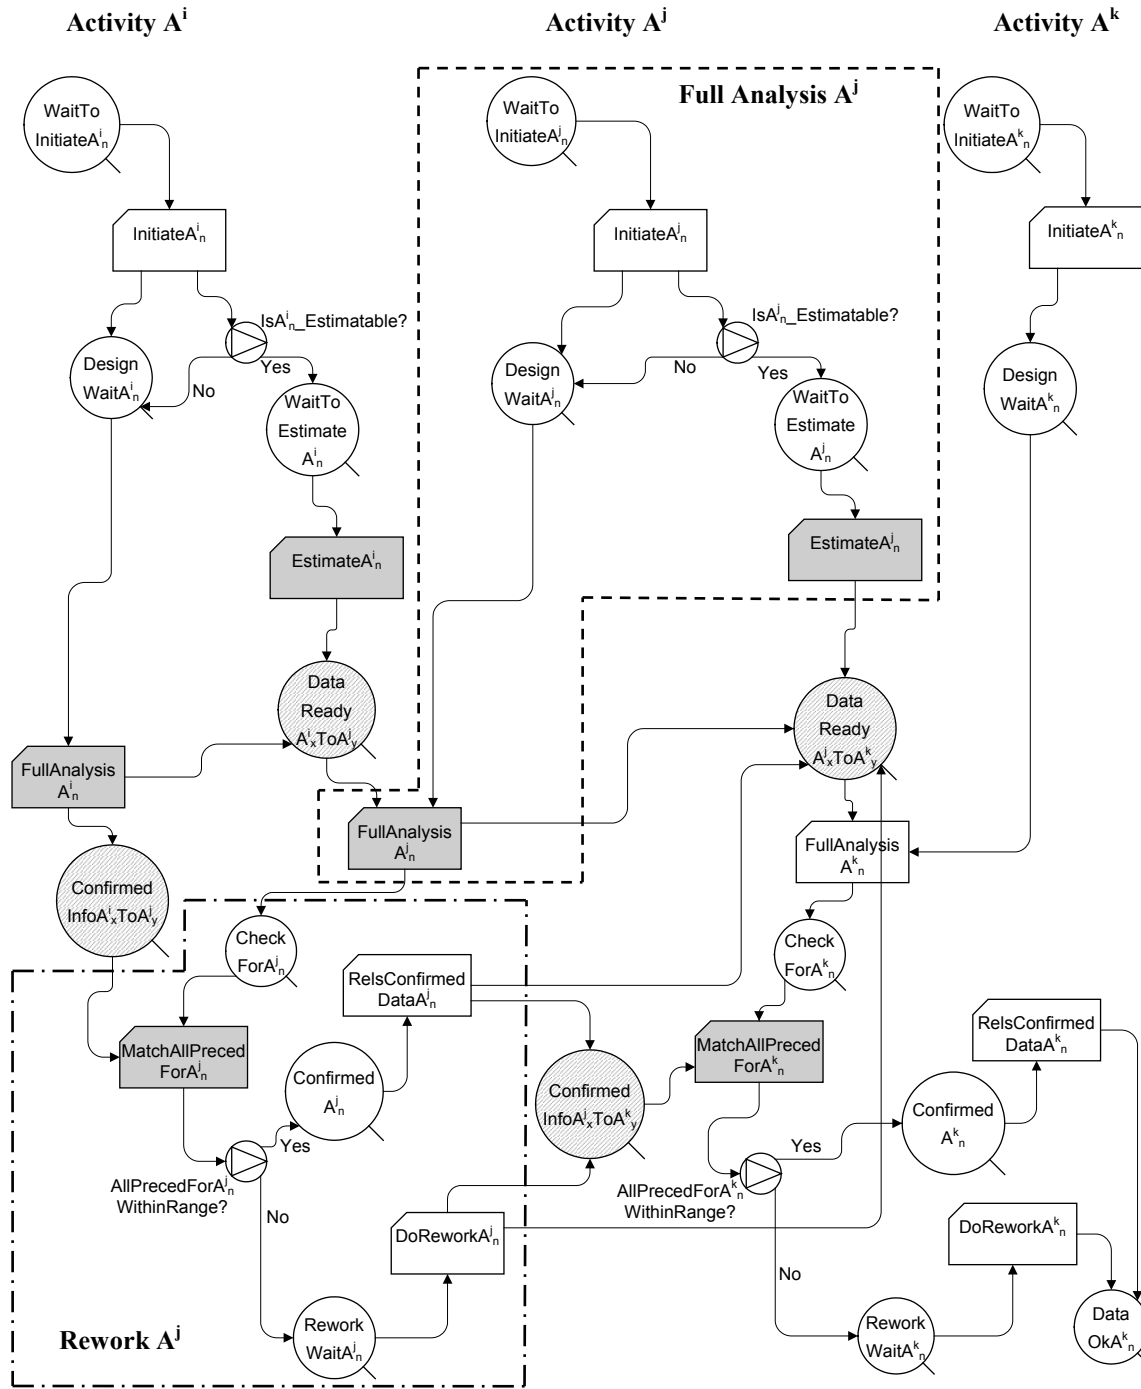 Activity A^i
Activity A^j
Activity A^k
Full Analysis A^j
WaitTo
InitiateA^i_n
WaitTo
InitiateA^j_n
WaitTo
InitiateA^k_n
InitiateA^i_n
InitiateA^j_n
InitiateA^k_n
IsA^i_n_Estimatable?
IsA^j_n_Estimatable?
Design
WaitA^i_n
No
Yes
Design
WaitA^j_n
No
Yes
Design
WaitA^k_n
WaitTo
Estimate
A^i_n
WaitTo
Estimate
A^j_n
EstimateA^i_n
EstimateA^j_n
Data
Ready
A^i_xToA^j_y
Data
Ready
A^j_xToA^k_y
FullAnalysis
A^i_n
FullAnalysis
A^j_n
FullAnalysis
A^k_n
Confirmed
InfoA^i_xToA^j_y
Check
ForA^j_n
Check
ForA^k_n
RelsConfirmed
DataA^j_n
RelsConfirmed
DataA^k_n
MatchAllPreced
ForA^j_n
MatchAllPreced
ForA^k_n
Confirmed
A^j_n
Confirmed
InfoA^j_xToA^k_y
Confirmed
A^k_n
Yes
Yes
AllPrecedForA^j_n
WithinRange?
AllPrecedForA^k_n
WithinRange?
No
No
DoReworkA^j_n
DoReworkA^k_n
Rework A^j
Rework
WaitA^j_n
Rework
WaitA^k_n
Data
OkA^k_n